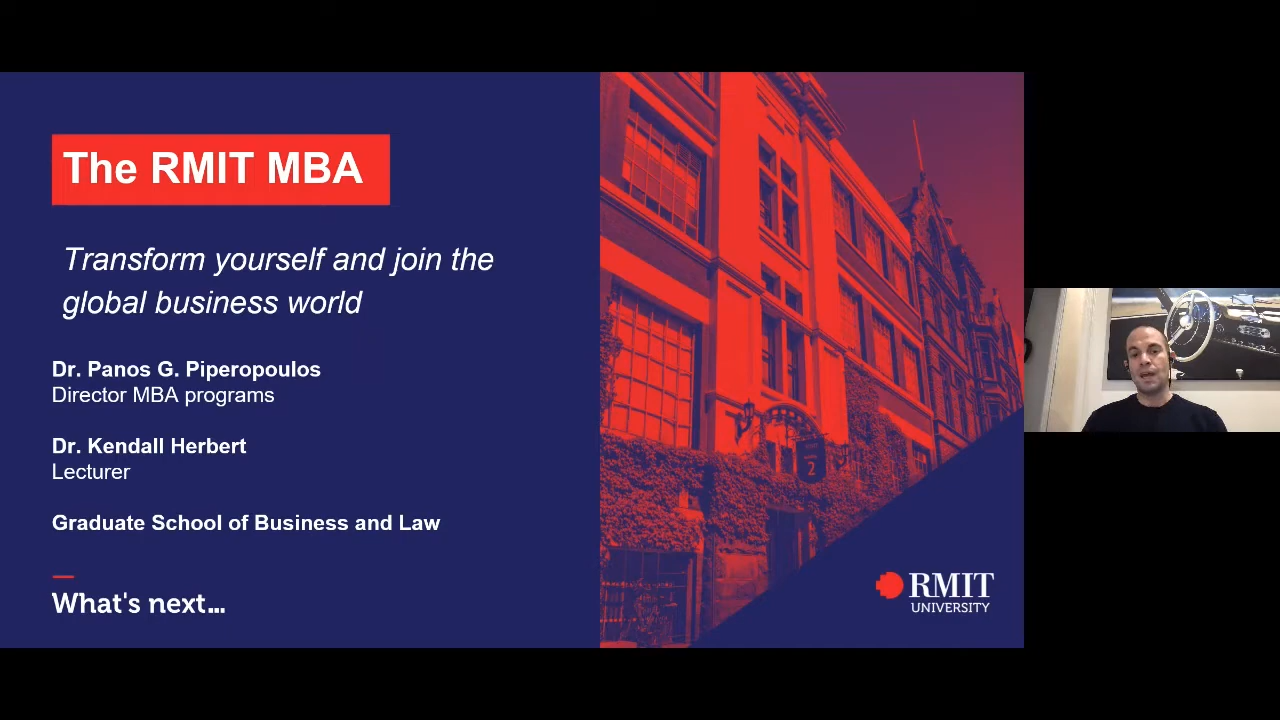 The RMIT MBA
Transform yourself and join the
global business world
Dr. Panos G. Piperopoulos
Director MBA programs
Dr. Kendall Herbert
Lecturer
Graduate School of Business and Law
What's next...
2
RMIT
UNIVERSITY